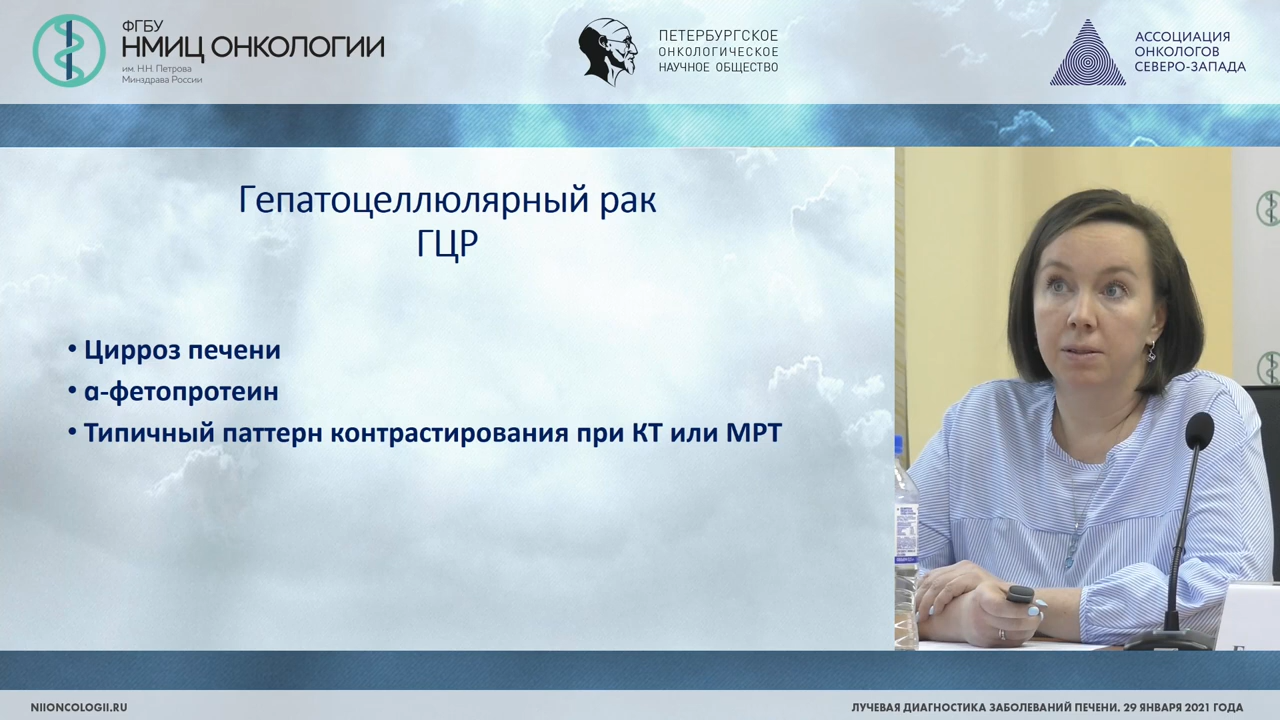 ФГБУ
НМИЦ ОНКОЛОГИИ
им. Н.Н. Петрова
Минздрава России
ПЕТЕРБУРГСКОЕ
ОНКОЛОГИЧЕСКОЕ
НАУЧНОЕ ОБЩЕСТВО
АССОЦИАЦИЯ
ОНКОЛОГОВ
СЕВЕРО-ЗАПАДА
Гепатоцеллюлярный рак
ГЦР
• Цирроз печени
• α-фетопротеин
• Типичный паттерн контрастирования при КТ или МРТ
NIIONCOLOGII.RU
ЛУЧЕВАЯ ДИАГНОСТИКА ЗАБОЛЕВАНИЙ ПЕЧЕНИ. 29 ЯНВАРЯ 2021 ГОДА